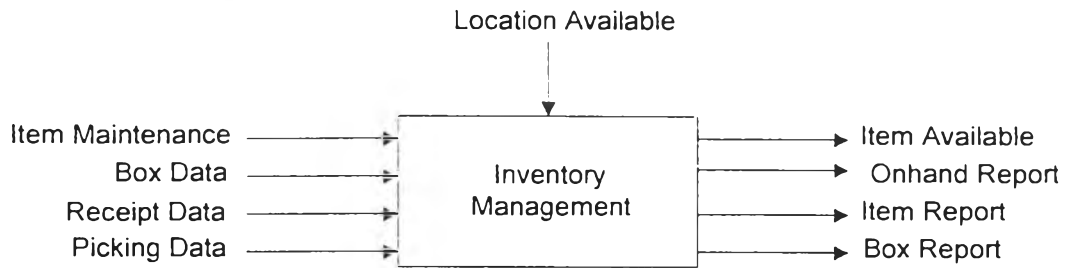 Location Available
Item Maintenance
Box Data
Receipt Data
Picking Data
Inventory
Management
Item Available
Onhand Report
Item Report
Box Report